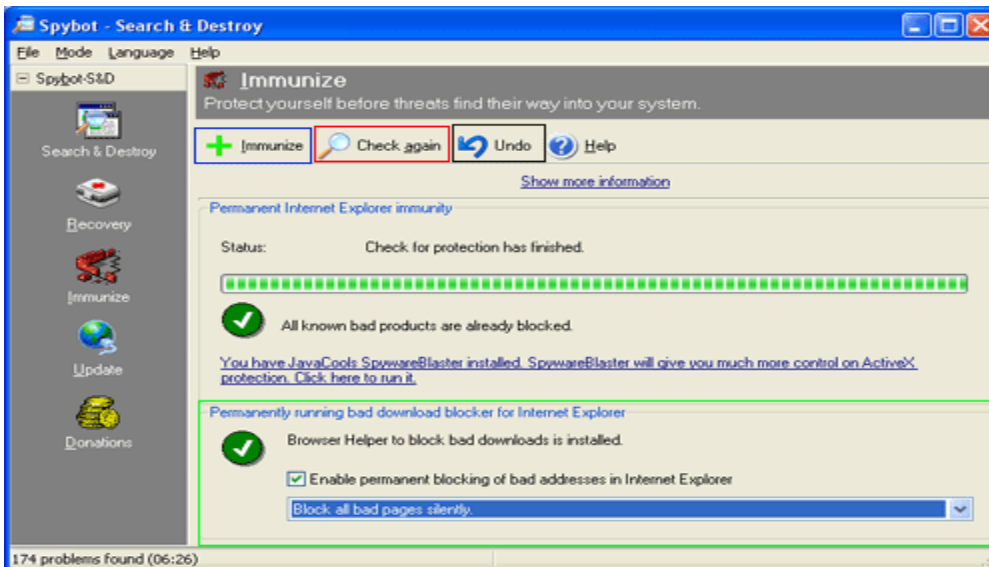 Spybot - Search & Destroy
File Mode Language Help
Spybot-S&D
Immunize
Protect yourself before threats find their way into your system.
Search & Destroy
Recovery
Immunize
Update
Donations
Immunize Check again Undo Help
Show more information
Permanent Internet Explorer immunity
Status: Check for protection has finished.
All known bad products are already blocked.
You have JavaCools SpywareBlaster installed. SpywareBlaster will give you much more control on ActiveX
protection. Click here to run it.
Permanently running bad download blocker for Internet Explorer
Browser Helper to block bad downloads is installed.
Enable permanent blocking of bad addresses in Internet Explorer
Block all bad pages silently.
174 problems found (06:26)